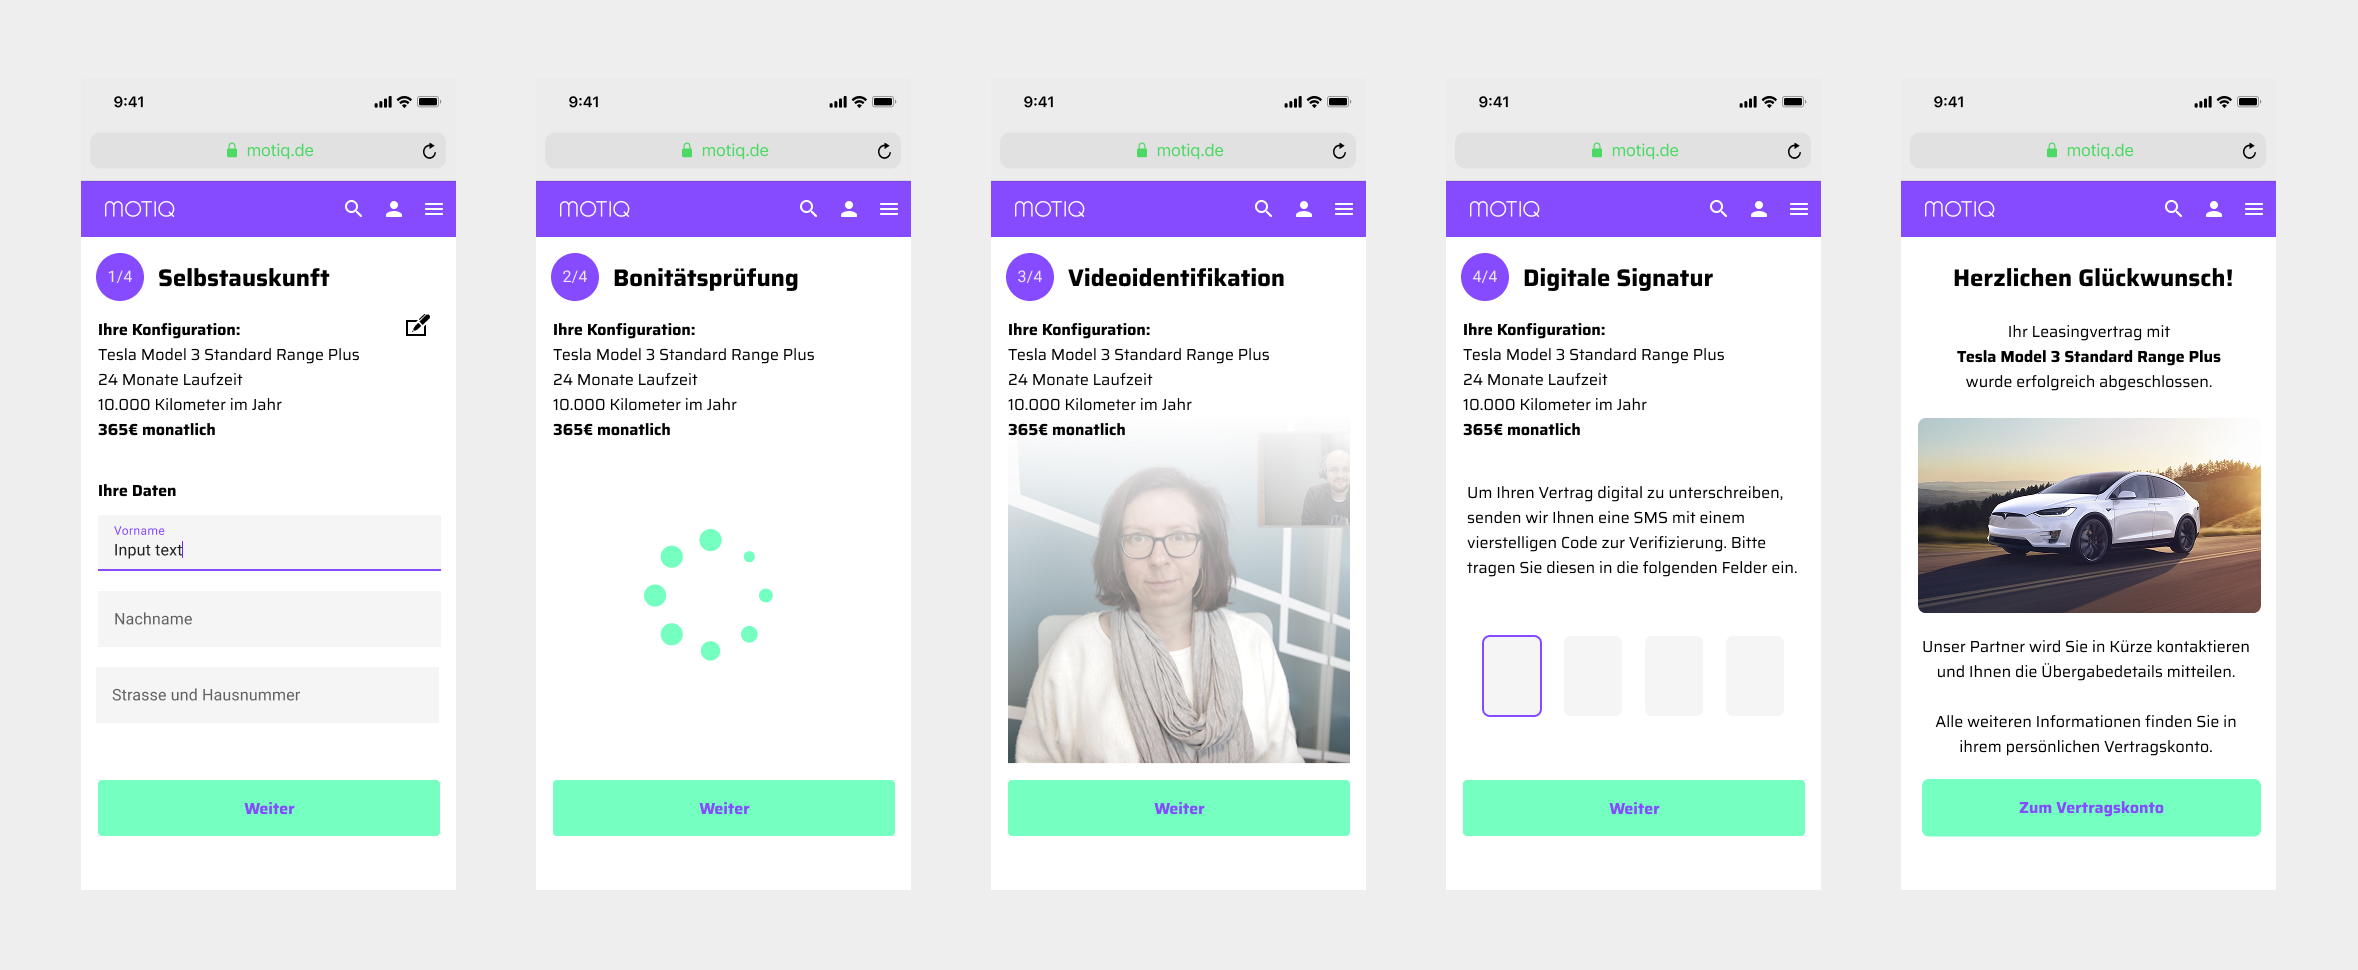 9:41
motiq.de
MOTIQ
1/4 Selbstauskunft
Ihre Konfiguration:
Tesla Model 3 Standard Range Plus
24 Monate Laufzeit
10.000 Kilometer im Jahr
365€ monatlich
Ihre Daten
Vorname
Input text
Nachname
Strasse und Hausnummer
Weiter
9:41
motiq.de
MOTIQ
2/4 Bonitätsprüfung
Ihre Konfiguration:
Tesla Model 3 Standard Range Plus
24 Monate Laufzeit
10.000 Kilometer im Jahr
365€ monatlich
Weiter
9:41
motiq.de
MOTIQ
3/4 Videoidentifikation
Ihre Konfiguration:
Tesla Model 3 Standard Range Plus
24 Monate Laufzeit
10.000 Kilometer im Jahr
365€ monatlich
Weiter
9:41
motiq.de
MOTIQ
4/4 Digitale Signatur
Ihre Konfiguration:
Tesla Model 3 Standard Range Plus
24 Monate Laufzeit
10.000 Kilometer im Jahr
365€ monatlich
Um Ihren Vertrag digital zu unterschreiben,
senden wir Ihnen eine SMS mit einem
vierstelligen Code zur Verifizierung. Bitte
tragen Sie diesen in die folgenden Felder ein.
Weiter
9:41
motiq.de
MOTIQ
Herzlichen Glückwunsch!
Ihr Leasingvertrag mit
Tesla Model 3 Standard Range Plus
wurde erfolgreich abgeschlossen.
Unser Partner wird Sie in Kürze kontaktieren
und Ihnen die Übergabedetails mitteilen.
Alle weiteren Informationen finden Sie in
ihrem persönlichen Vertragskonto.
Zum Vertragskonto